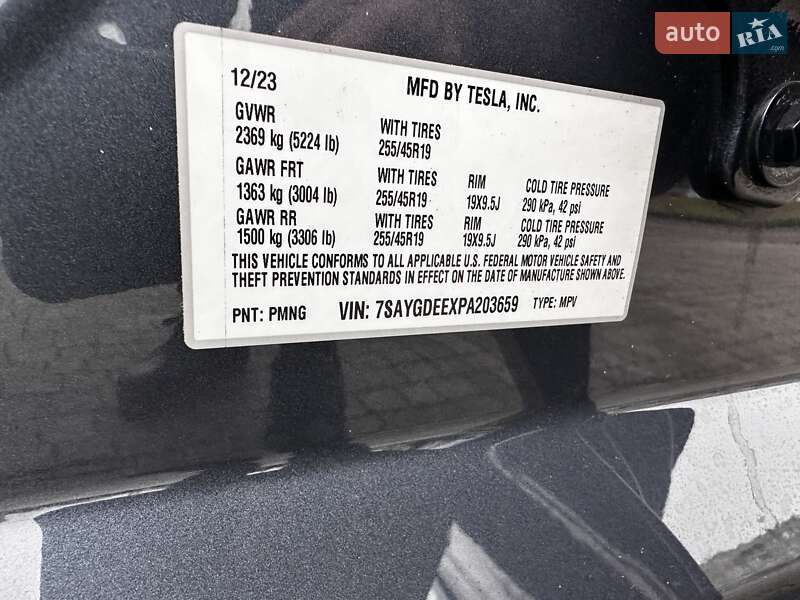 auto RIA.com
12/23 MFD BY TESLA, INC.
GVWR
2369 kg (5224 lb) WITH TIRES 255/45R19
GAWR FRT
1363 kg (3004 lb) WITH TIRES 255/45R19 RIM 19X9.5J COLD TIRE PRESSURE 290 kPa, 42 psi
GAWR RR
1500 kg (3306 lb) WITH TIRES 255/45R19 RIM 19X9.5J COLD TIRE PRESSURE 290 kPa, 42 psi
THIS VEHICLE CONFORMS TO ALL APPLICABLE U.S. FEDERAL MOTOR VEHICLE SAFETY AND
THEFT PREVENTION STANDARDS IN EFFECT ON THE DATE OF MANUFACTURE SHOWN ABOVE.
PNT: PMNG VIN: 7SAYGDEEXPA203659 TYPE: MPV